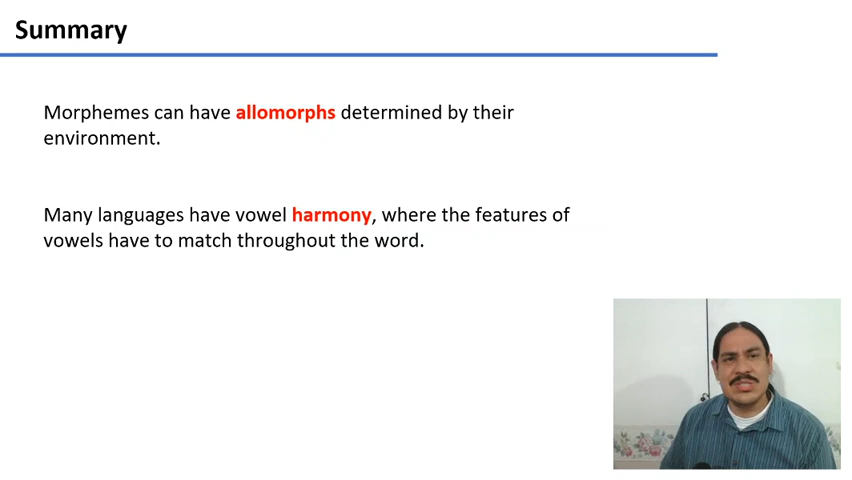 Summary
Morphemes can have allomorphs determined by their
environment.
Many languages have vowel harmony, where the features of
vowels have to match throughout the word.